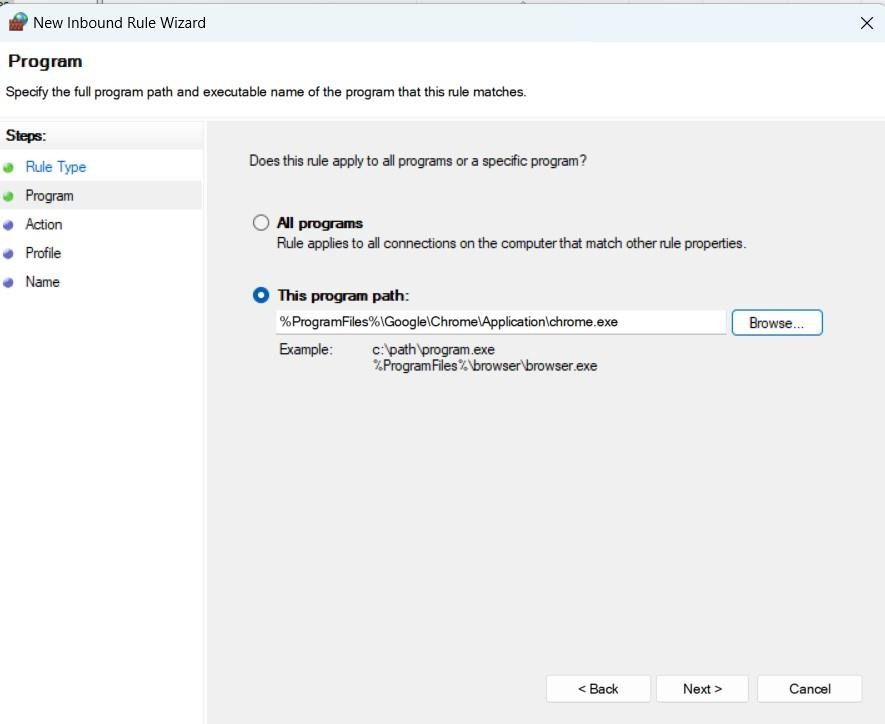 New Inbound Rule Wizard
Program
Specify the full program path and executable name of the program that this rule matches.
Steps:
Rule Type
Program
Action
Profile
Name
Does this rule apply to all programs or a specific program?
All programs
Rule applies to all connections on the computer that match other rule properties.
This program path:
%ProgramFiles%\Google\Chrome\Application\chrome.exe
Browse...
Example:
c:\path\program.exe
%ProgramFiles%\browser\browser.exe
< Back
Next >
Cancel